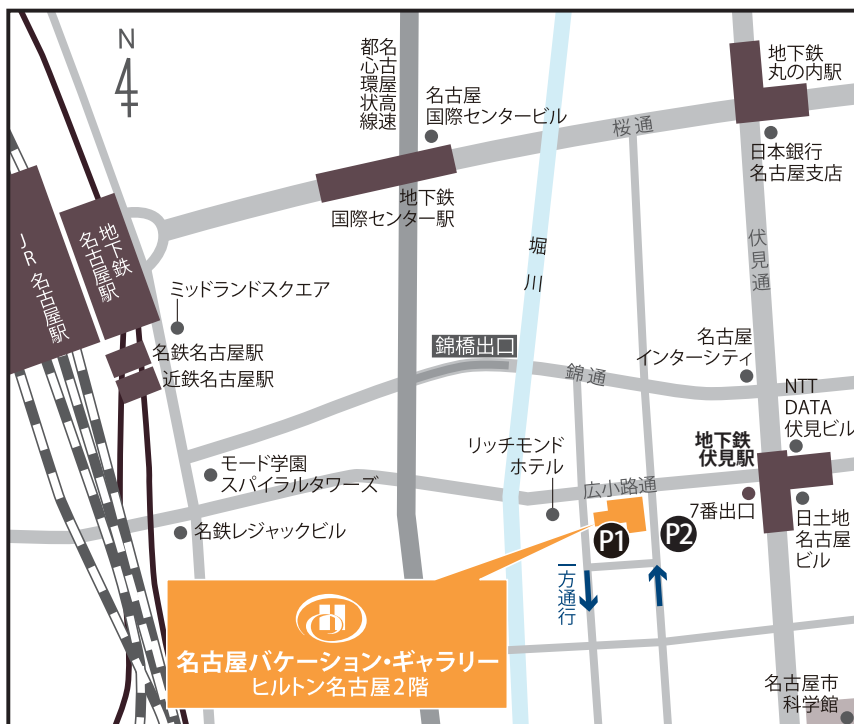 N
名古屋高速
都心環状線
名古屋
国際センタービル
地下鉄
丸の内駅
桜通
日本銀行
名古屋支店
地下鉄
国際センター駅
JR 名古屋駅
地下鉄
名古屋駅
堀川
伏見通
ミッドランドスクエア
名鉄名古屋駅
近鉄名古屋駅
錦橋出口
錦通
名古屋
インターシティ
NTT
DATA
伏見ビル
リッチモンド
ホテル
地下鉄
伏見駅
モード学園
スパイラルタワーズ
広小路通
7番出口
名鉄レジャックビル
日土地
名古屋
ビル
P1
P2
一方通行
H
名古屋バケーション・ギャラリー
ヒルトン名古屋2階
名古屋市
科学館